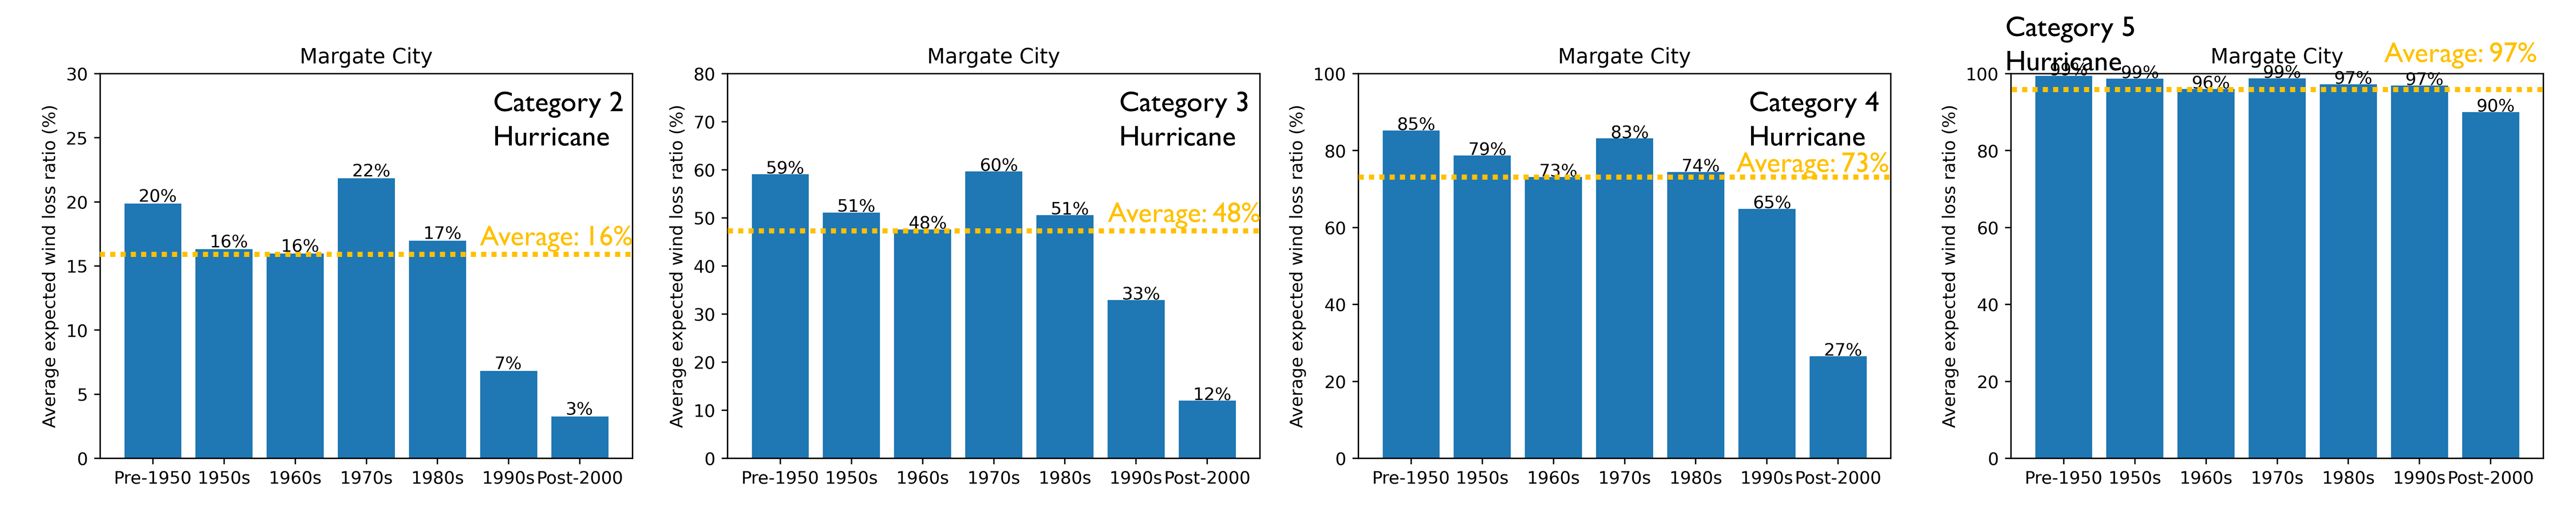 Margate City
Category 2
Hurricane
Average: 16%
Average expected wind loss ratio (%)
30
25
20
15
10
5
0
20%
16%
16%
22%
17%
7%
3%
Pre-1950 1950s 1960s 1970s 1980s 1990s Post-2000
Margate City
Category 3
Hurricane
Average: 48%
Average expected wind loss ratio (%)
80
70
60
50
40
30
20
10
0
59%
51%
48%
60%
51%
33%
12%
Pre-1950 1950s 1960s 1970s 1980s 1990s Post-2000
Margate City
Category 4
Hurricane
Average: 73%
Average expected wind loss ratio (%)
100
80
60
40
20
0
85%
79%
73%
83%
74%
65%
27%
Pre-1950 1950s 1960s 1970s 1980s 1990s Post-2000
Category 5
Hurricane
Margate City
Average: 97%
Average expected wind loss ratio (%)
100
80
60
40
20
0
99%
99%
96%
99%
97%
97%
90%
Pre-1950 1950s 1960s 1970s 1980s 1990s Post-2000